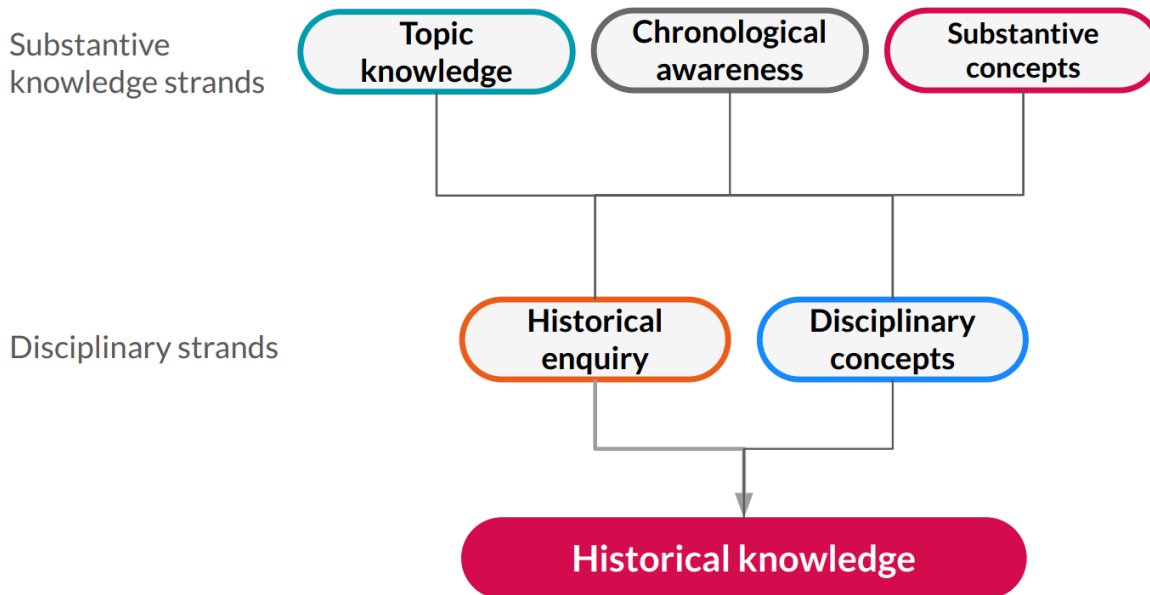 Substantive
knowledge strands
Topic
knowledge
Chronological
awareness
Substantive
concepts
Disciplinary strands
Historical
enquiry
Disciplinary
concepts
Historical knowledge